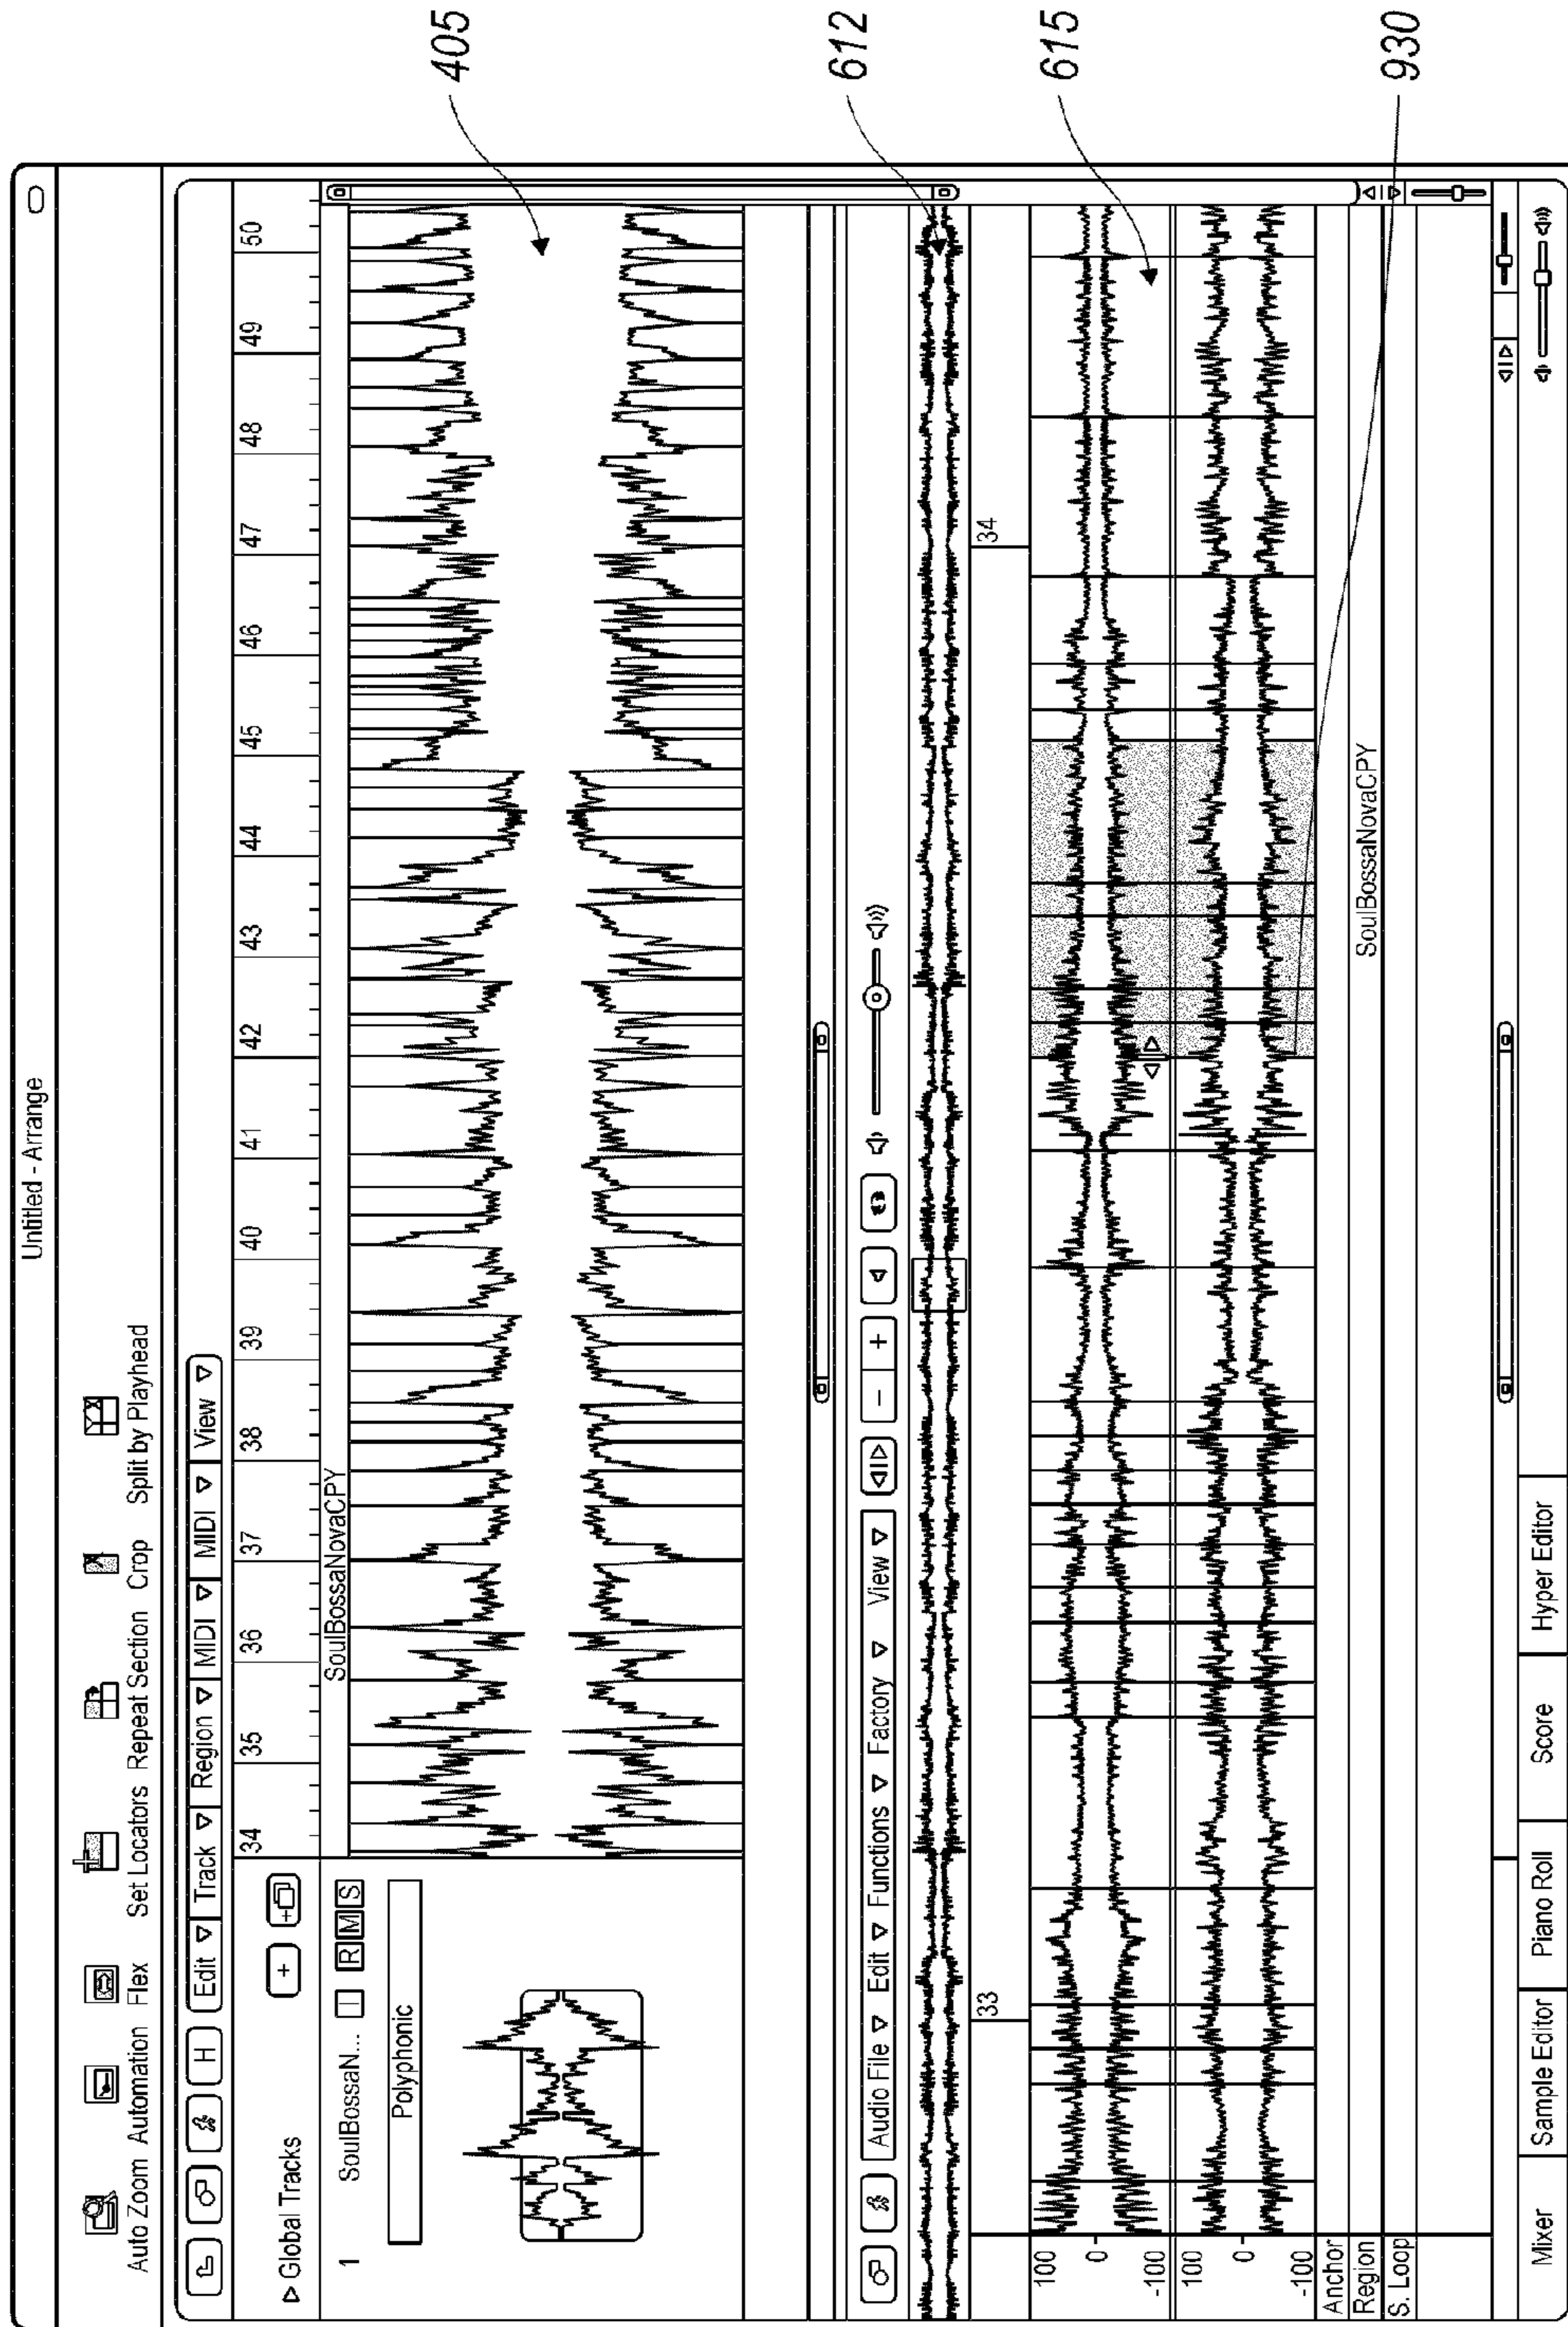 Untitled - Arrange
Auto Zoom Automation Flex Set Locators Repeat Section Crop Split by Playhead
H Edit Track Region MIDI MIDI View
Global Tracks + 34 35 36 37 38 39 40 41 42 43 44 45 46 47 48 49 50
1 SoulBossaN... I R M S
SoulBossaNovaCPY
Polyphonic
405
Audio File Edit Functions Factory View - +
612
33 34
100
0
-100
615
100
0
-100
Anchor
Region SoulBossaNovaCPY
S. Loop
930
Mixer Sample Editor Piano Roll Score Hyper Editor